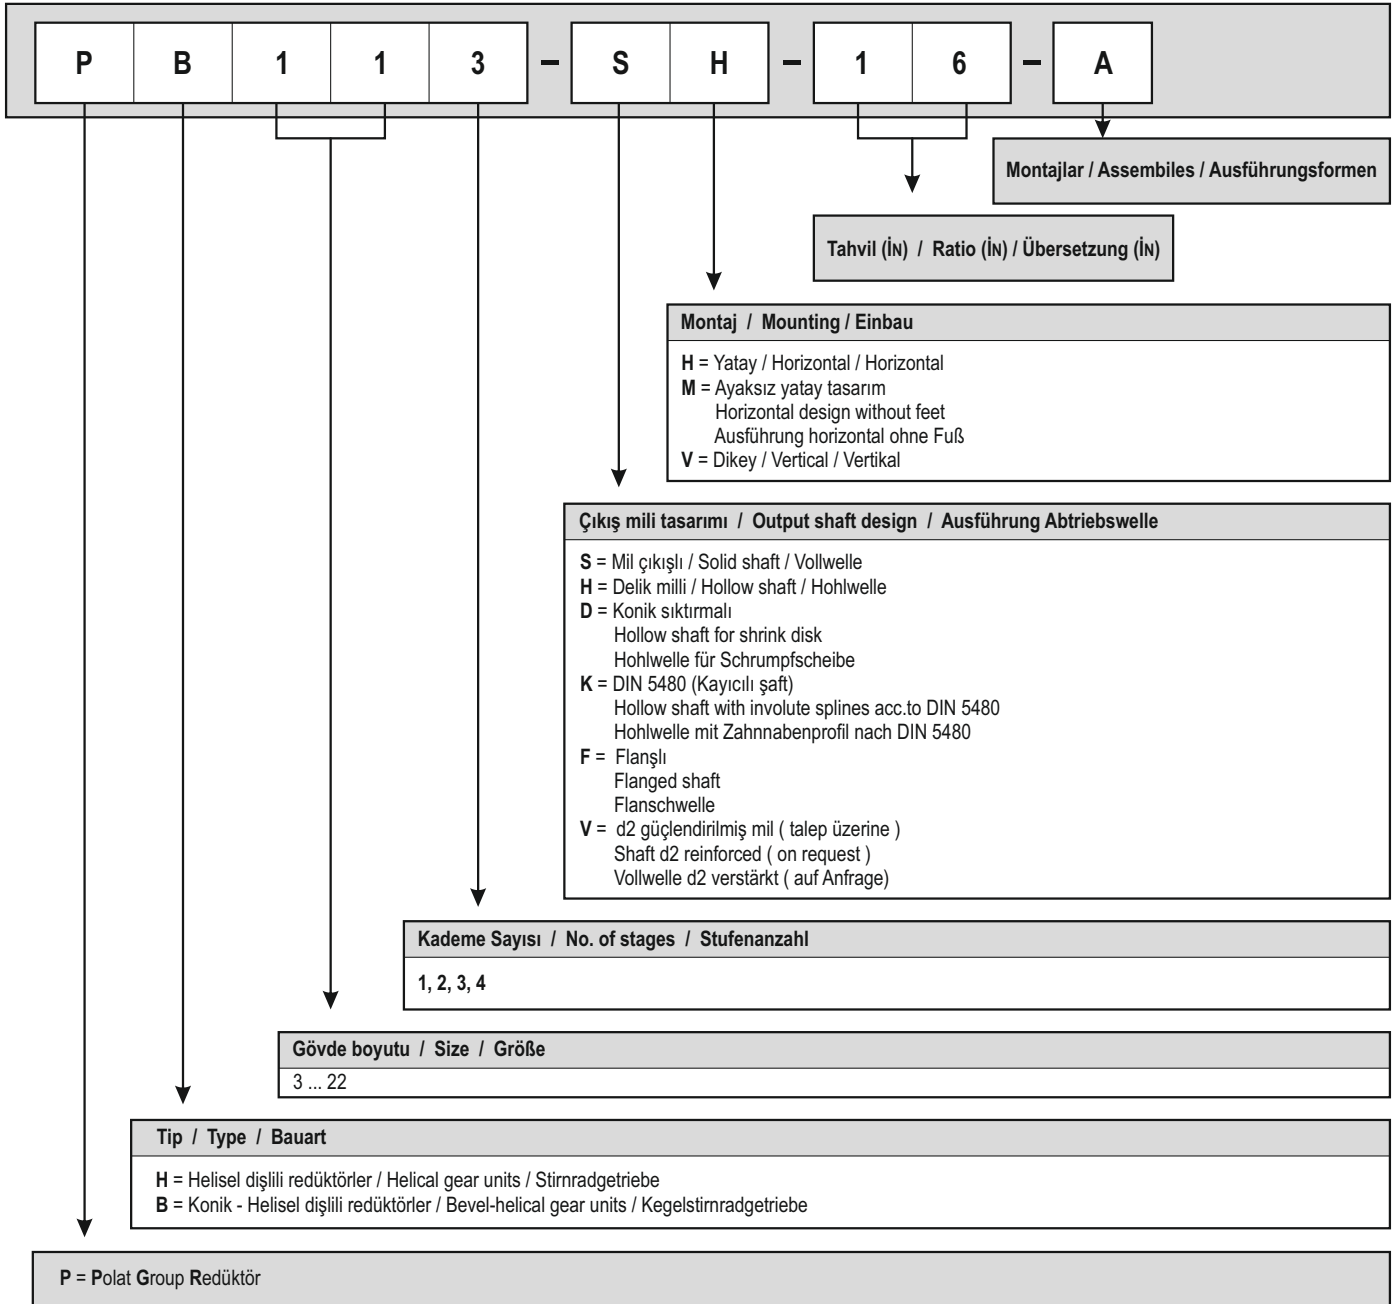 P B 1 1 3 – S H – 1 6 – A
Montajlar / Assembiles / Ausführungsformen
Tahvil (İN) / Ratio (İN) / Übersetzung (İN)
Montaj / Mounting / Einbau
H = Yatay / Horizontal / Horizontal
M = Ayaksız yatay tasarım
Horizontal design without feet
Ausführung horizontal ohne Fuß
V = Dikey / Vertical / Vertikal
Çıkış mili tasarımı / Output shaft design / Ausführung Abtriebswelle
S = Mil çıkışlı / Solid shaft / Vollwelle
H = Delik milli / Hollow shaft / Hohlwelle
D = Konik sıktırmalı
Hollow shaft for shrink disk
Hohlwelle für Schrumpfscheibe
K = DIN 5480 (Kayıcılı şaft)
Hollow shaft with involute splines acc.to DIN 5480
Hohlwelle mit Zahnnabenprofil nach DIN 5480
F = Flanşlı
Flanged shaft
Flanschwelle
V = d2 güçlendirilmiş mil ( talep üzerine )
Shaft d2 reinforced ( on request )
Vollwelle d2 verstärkt ( auf Anfrage)
Kademe Sayısı / No. of stages / Stufenanzahl
1, 2, 3, 4
Gövde boyutu / Size / Größe
3 ... 22
Tip / Type / Bauart
H = Helisel dişlili redüktörler / Helical gear units / Stirnradgetriebe
B = Konik - Helisel dişlili redüktörler / Bevel-helical gear units / Kegelstirnradgetriebe
P = Polat Group Redüktör